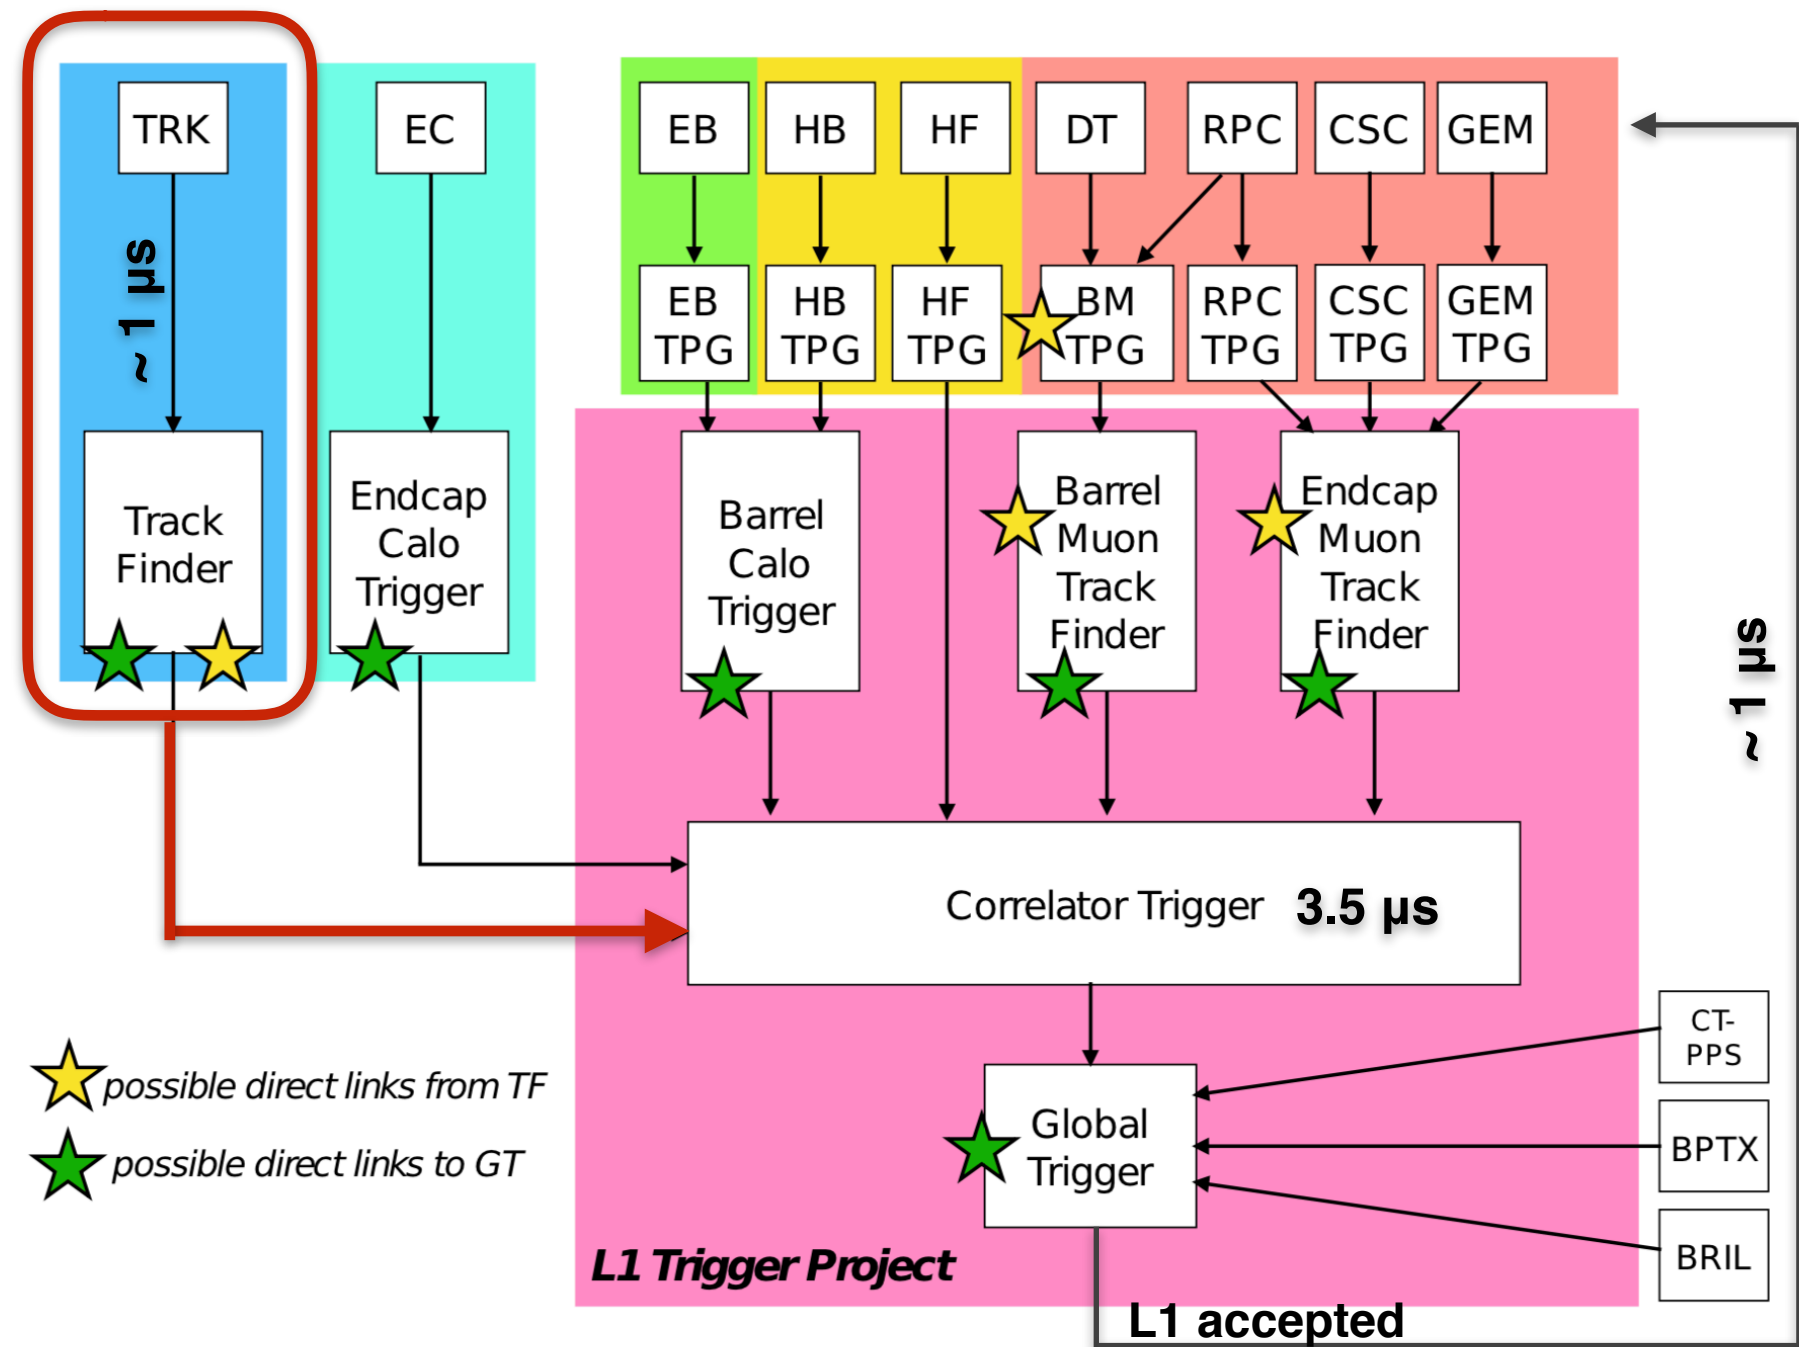 TRK
EC
EB
HB
HF
DT
RPC
CSC
GEM
~ 1 μs
EB
TPG
HB
TPG
HF
TPG
BM
TPG
RPC
TPG
CSC
TPG
GEM
TPG
Track
Finder
Endcap
Calo
Trigger
Barrel
Calo
Trigger
Barrel
Muon
Track
Finder
Endcap
Muon
Track
Finder
~ 1 μs
Correlator Trigger 3.5 μs
CT-
PPS
possible direct links from TF
possible direct links to GT
Global
Trigger
BPTX
BRIL
L1 Trigger Project
L1 accepted